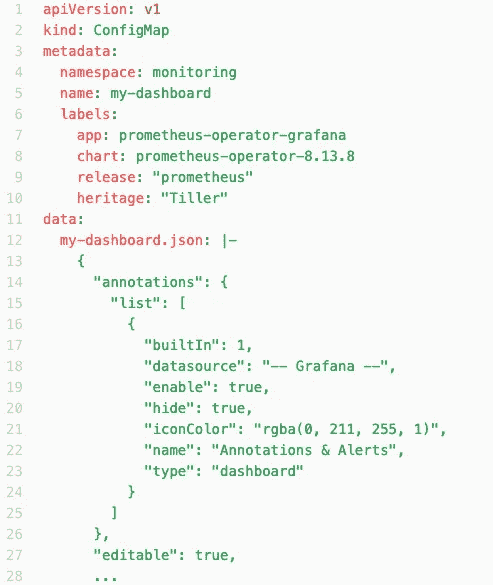 1 apiVersion: v1
2 kind: ConfigMap
3 metadata:
4   namespace: monitoring
5   name: my-dashboard
6   labels:
7     app: prometheus-operator-grafana
8     chart: prometheus-operator-8.13.8
9     release: "prometheus"
10     heritage: "Tiller"
11 data:
12   my-dashboard.json: |-
13     {
14       "annotations": {
15         "list": [
16           {
17             "builtIn": 1,
18             "datasource": "-- Grafana --",
19             "enable": true,
20             "hide": true,
21             "iconColor": "rgba(0, 211, 255, 1)",
22             "name": "Annotations & Alerts",
23             "type": "dashboard"
24           }
25         ]
26       },
27       "editable": true,
28       ...